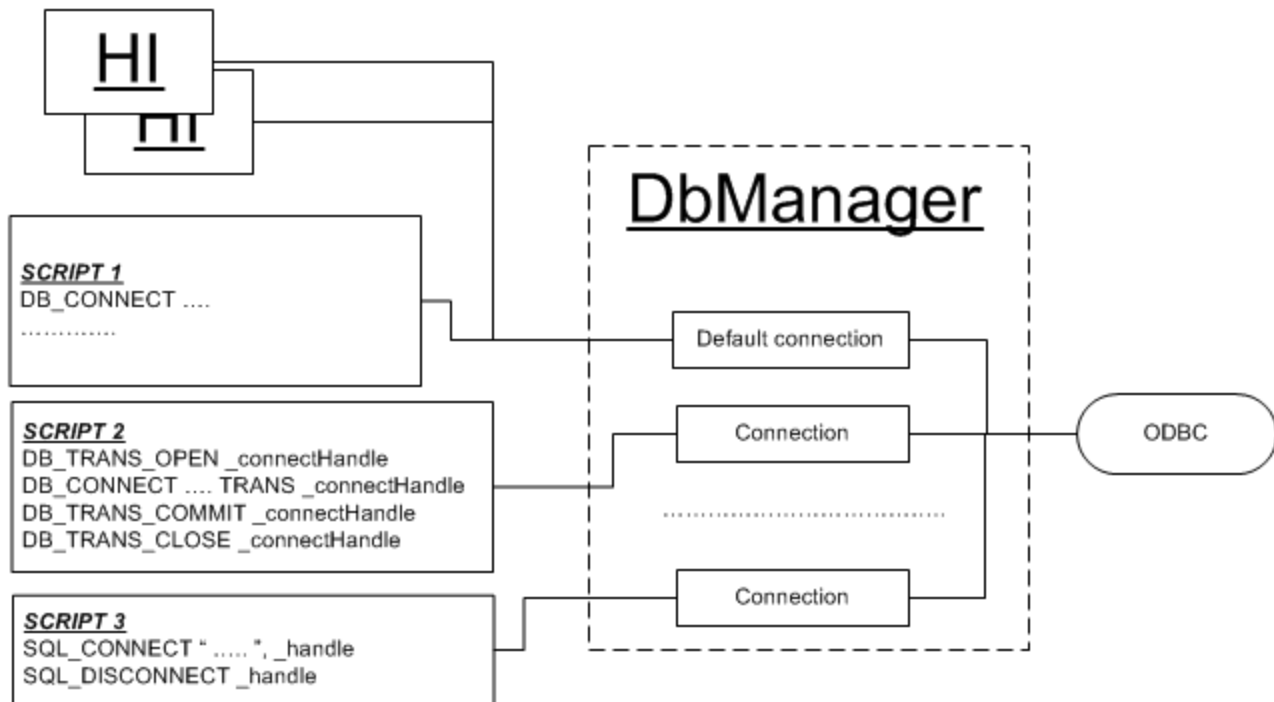 HI
HI
DbManager
SCRIPT 1
DB_CONNECT ....
.............
Default connection
SCRIPT 2
DB_TRANS_OPEN _connectHandle
DB_CONNECT .... TRANS _connectHandle
DB_TRANS_COMMIT _connectHandle
DB_TRANS_CLOSE _connectHandle
Connection
ODBC
......................................
SCRIPT 3
SQL_CONNECT “ ..... ”, _handle
SQL_DISCONNECT _handle
Connection